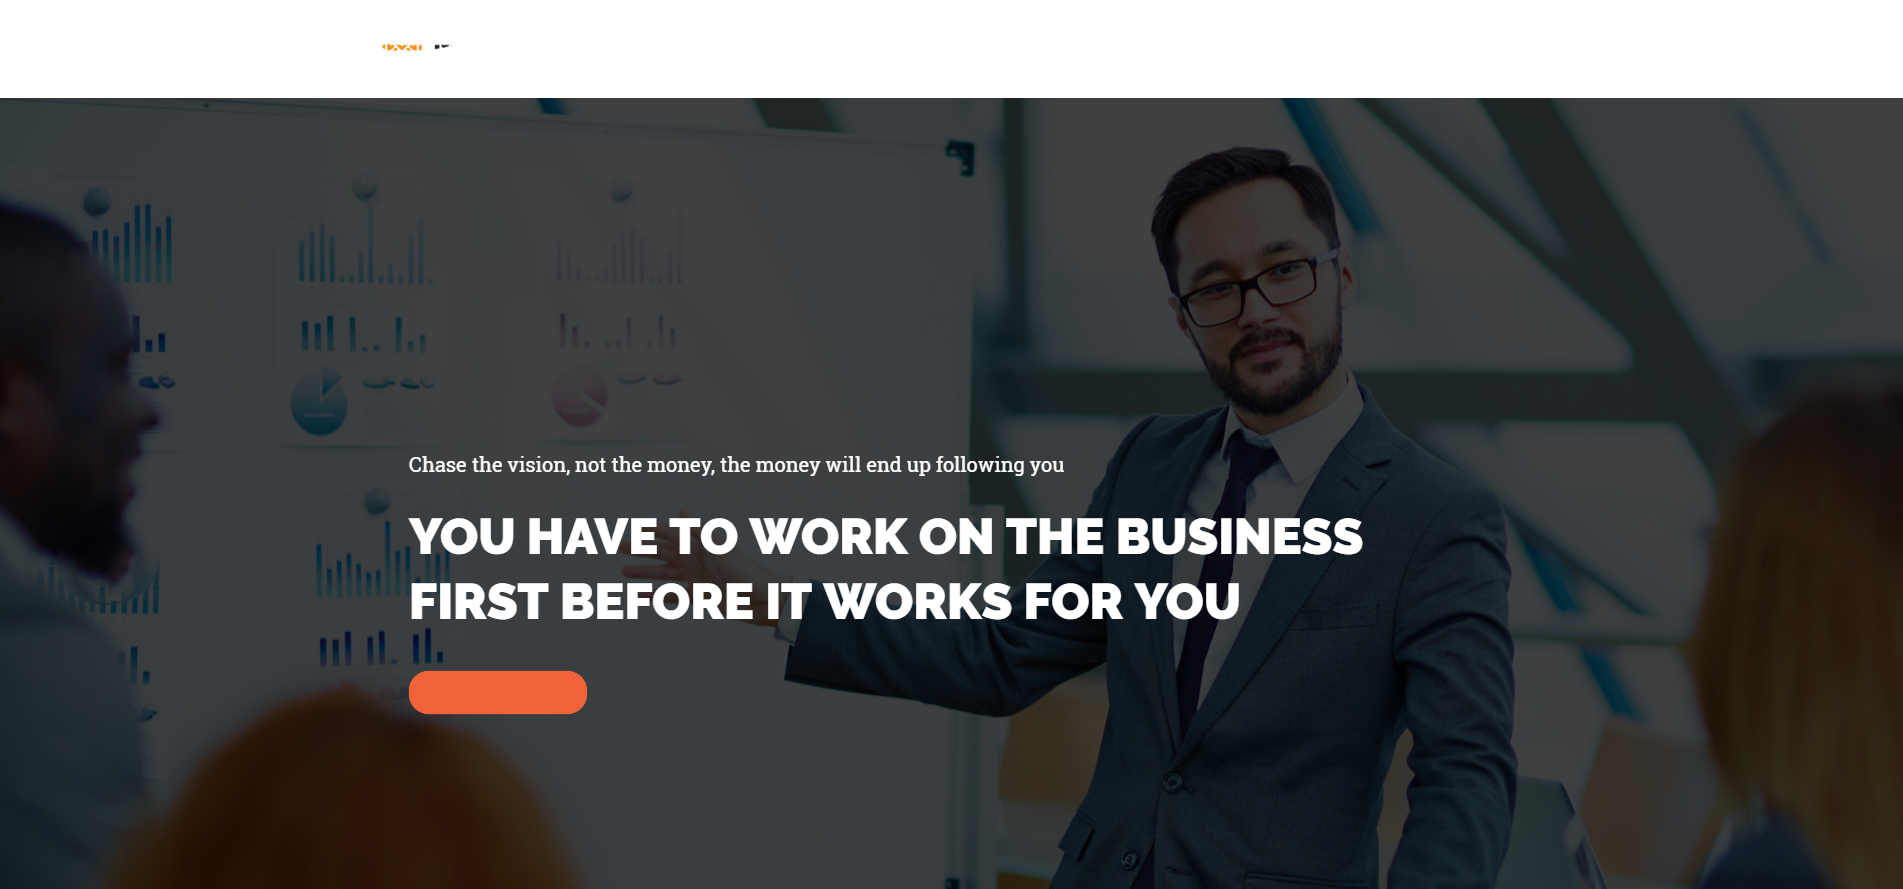 Chase the vision, not the money, the money will end up following you
YOU HAVE TO WORK ON THE BUSINESS
FIRST BEFORE IT WORKS FOR YOU